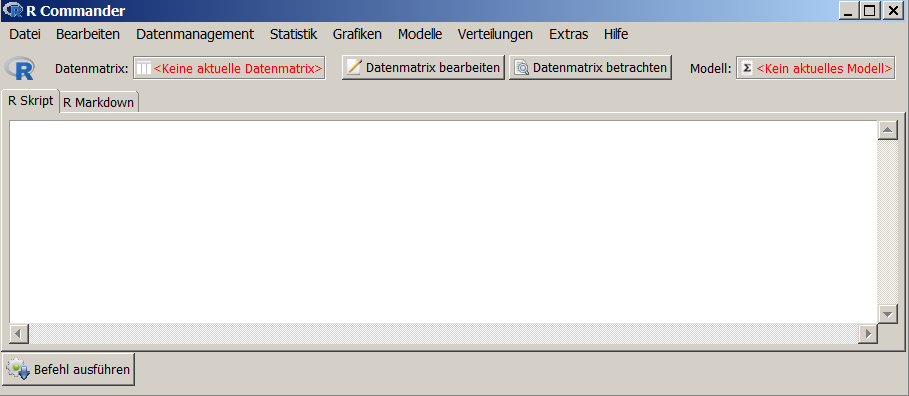 R Commander
Datei Bearbeiten Datenmanagement Statistik Grafiken Modelle Verteilungen Extras Hilfe
R Datenmatrix: <Keine aktuelle Datenmatrix> Datenmatrix bearbeiten Datenmatrix betrachten Modell: Σ <Kein aktuelles Modell>
R Skript R Markdown
Befehl ausführen